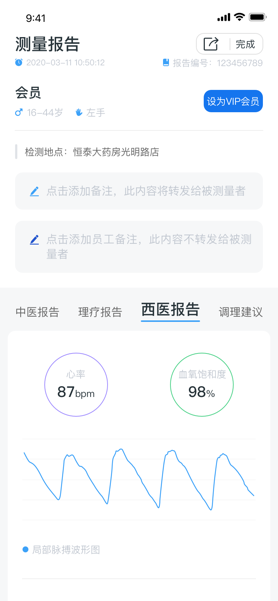 9:41
测量报告
完成
2020-03-11 10:50:12
报告编号：123456789
会员
16-44岁
左手
设为VIP会员
检测地点：恒泰大药房光明路店
点击添加备注，此内容将转发给被测量者
点击添加员工备注，此内容不转发给被测量者
中医报告
理疗报告
西医报告
调理建议
心率
87bpm
血氧饱和度
98%
局部脉搏波形图